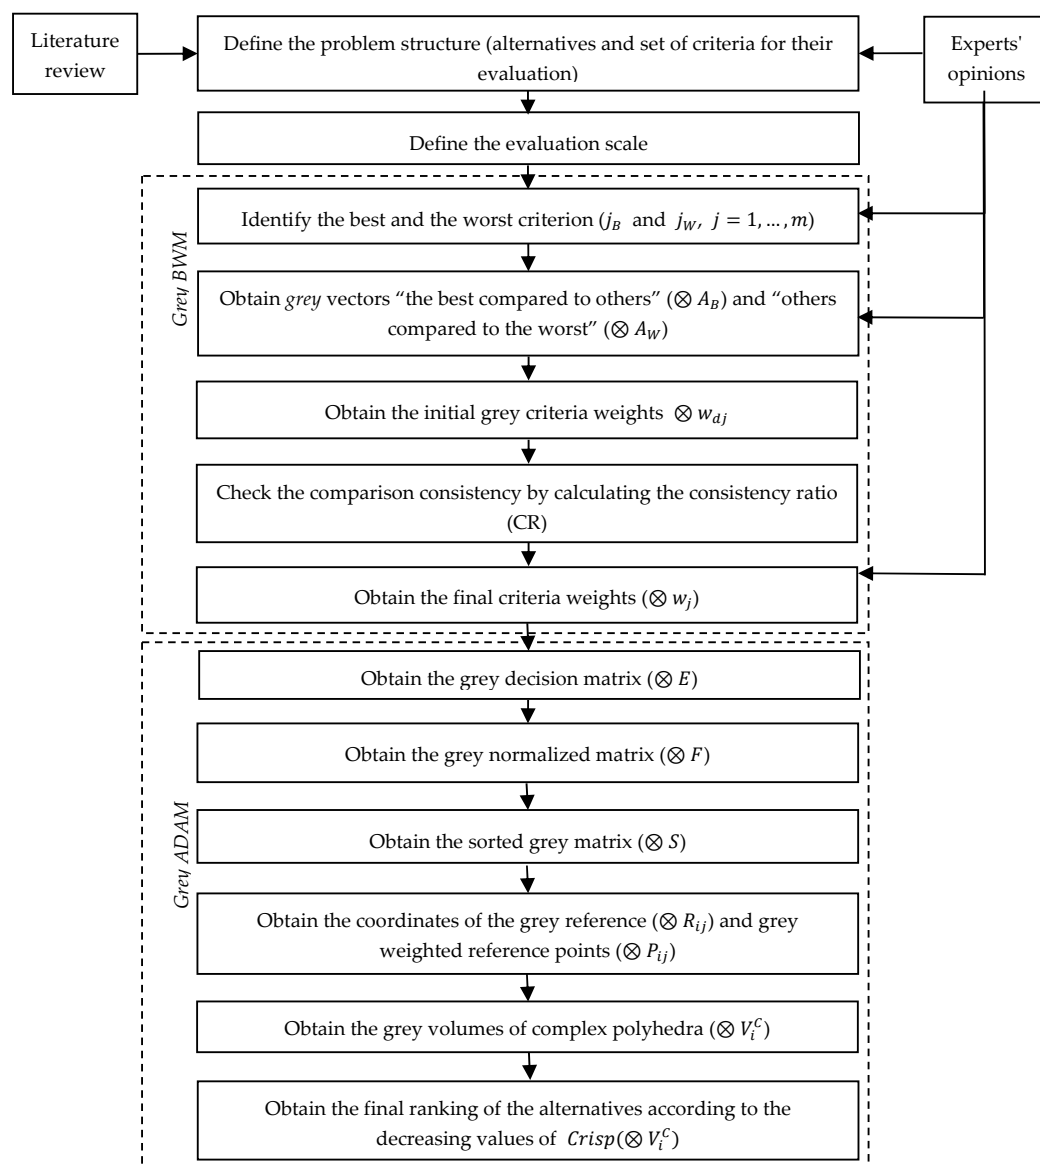 Literature
review
Define the problem structure (alternatives and set of criteria for their
evaluation)
Experts'
opinions
Define the evaluation scale
Grey BWM
Identify the best and the worst criterion (j_B and j_W, j = 1, …, m)
Obtain grey vectors “the best compared to others” (⊗ A_B) and “others
compared to the worst” (⊗ A_W)
Obtain the initial grey criteria weights ⊗ w_dj
Check the comparison consistency by calculating the consistency ratio
(CR)
Obtain the final criteria weights (⊗ w_j)
Grey ADAM
Obtain the grey decision matrix (⊗ E)
Obtain the grey normalized matrix (⊗ F)
Obtain the sorted grey matrix (⊗ S)
Obtain the coordinates of the grey reference (⊗ R_ij) and grey
weighted reference points (⊗ P_ij)
Obtain the grey volumes of complex polyhedra (⊗ V_i^C)
Obtain the final ranking of the alternatives according to the
decreasing values of Crisp(⊗ V_i^C)